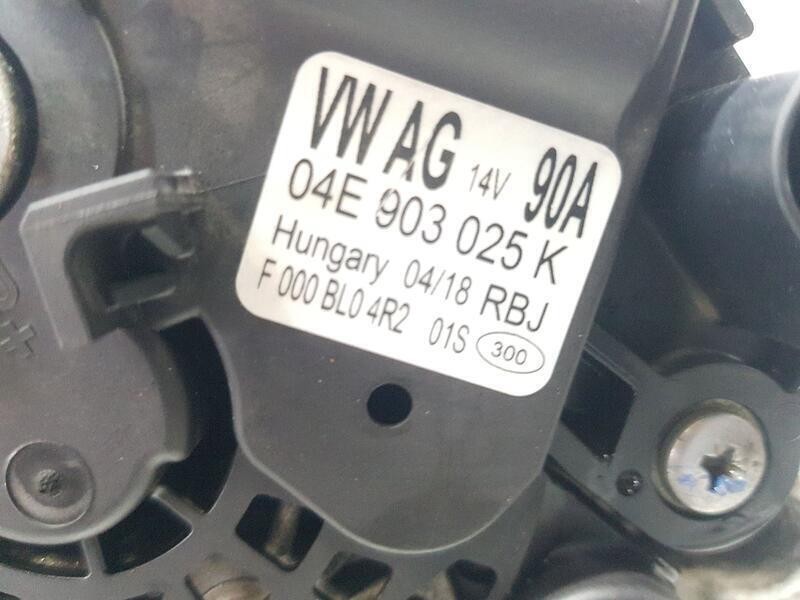 VW AG 14V 90A
04E 903 025 K
Hungary 04/18 RBJ
F 000 BL0 4R2 01S 300
B+